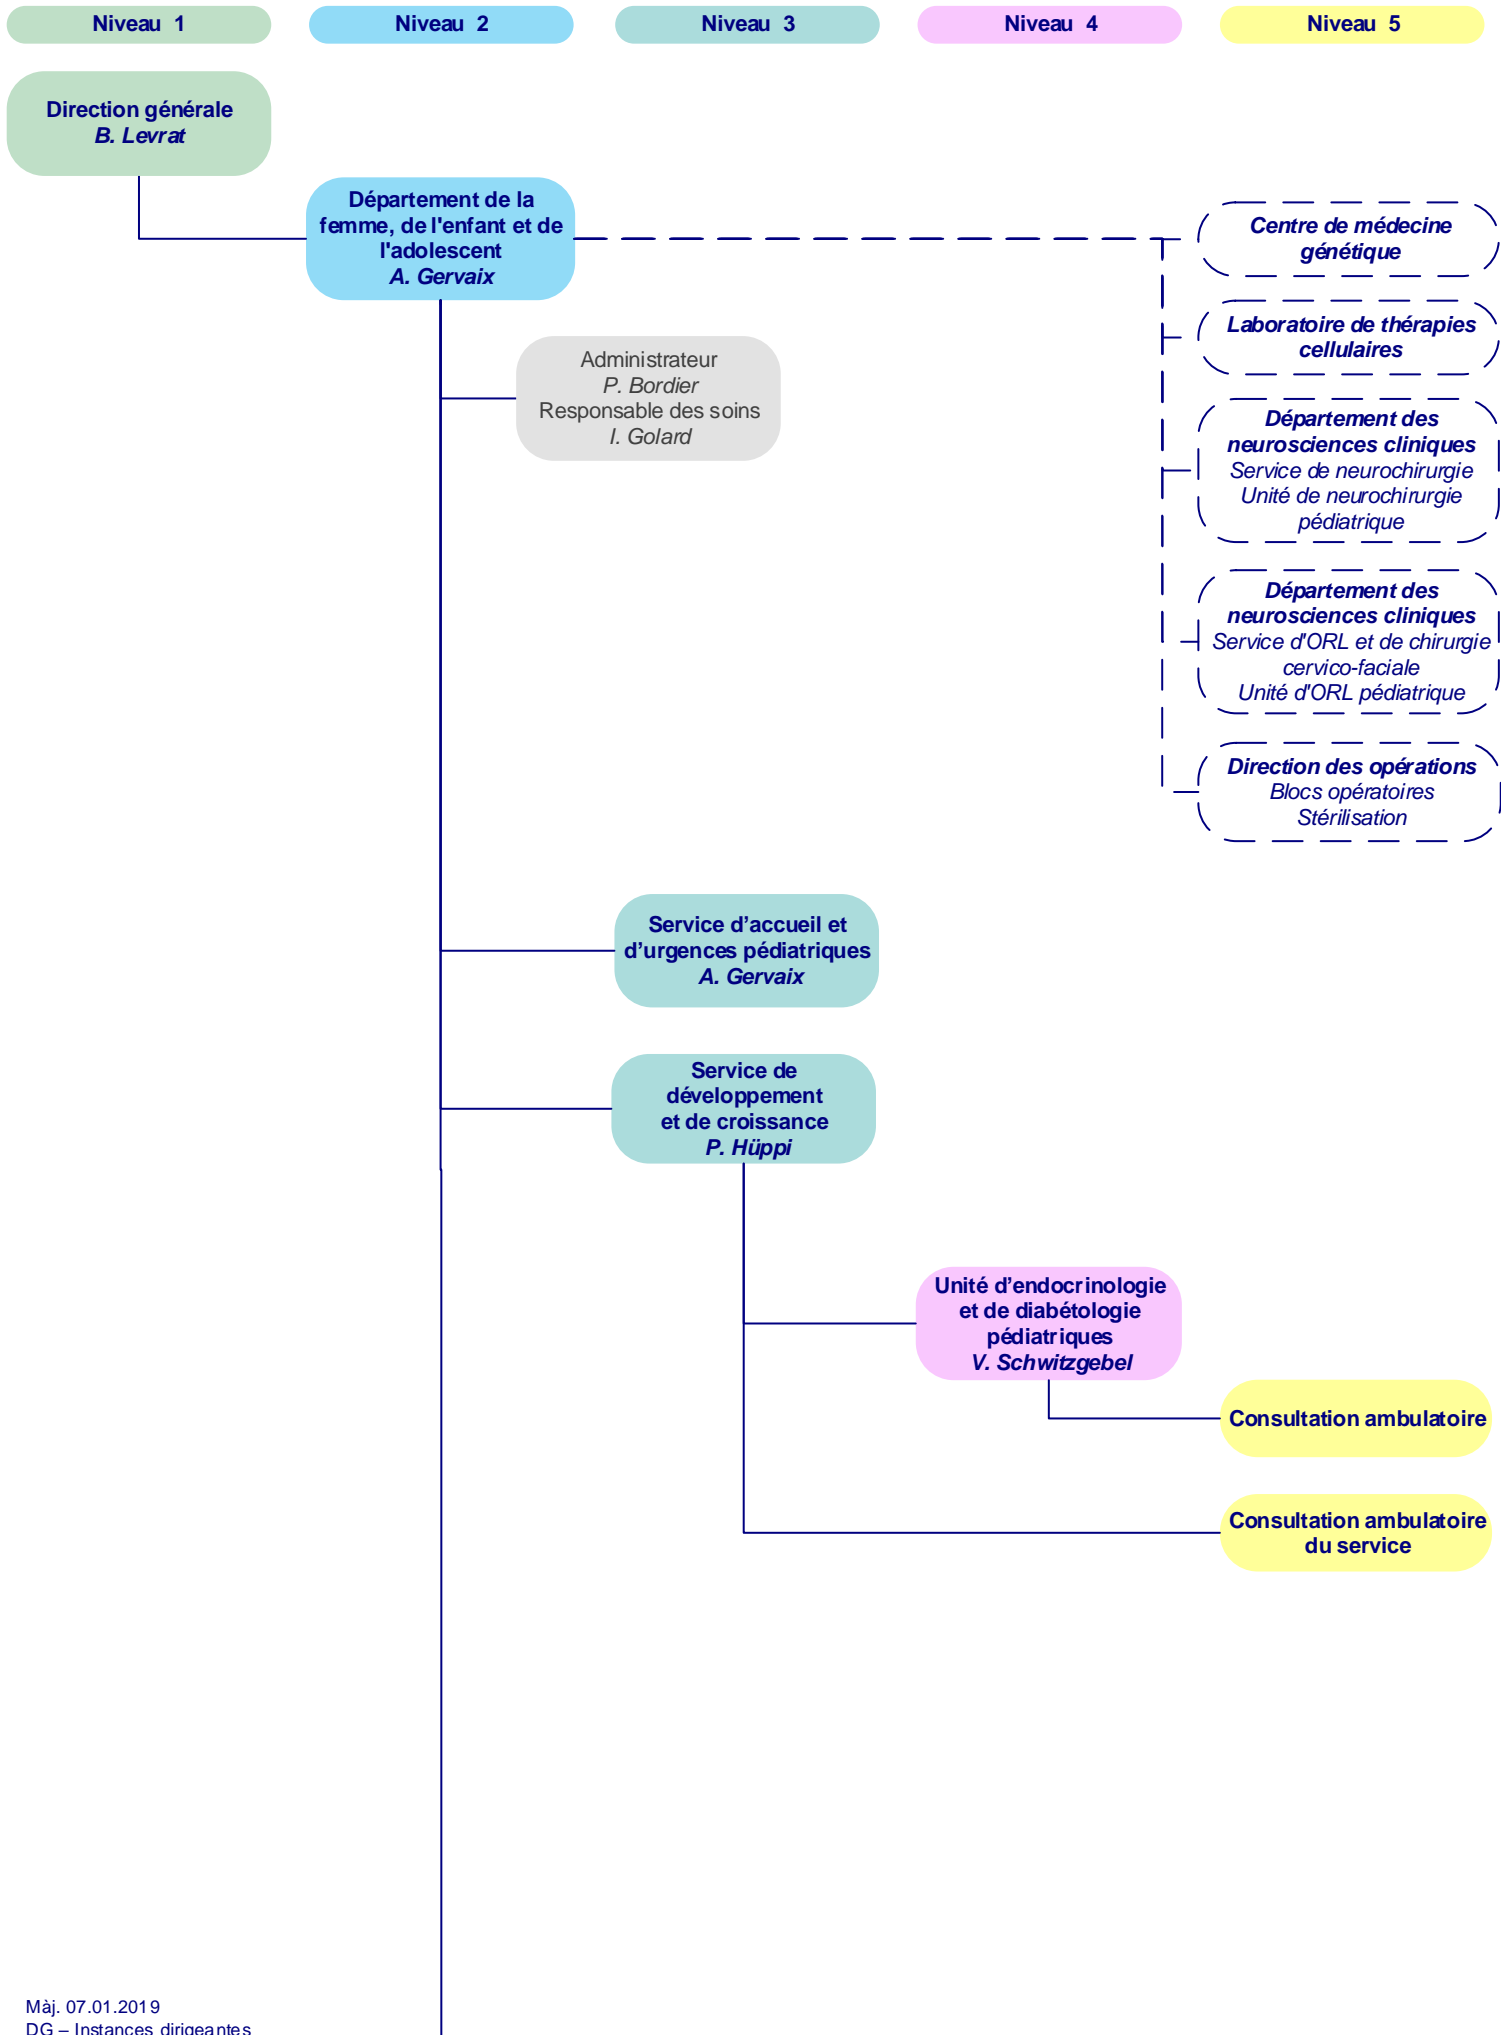 Niveau 1
Niveau 2
Niveau 3
Niveau 4
Niveau 5
Direction générale
B. Levrat
Département de la
femme, de l'enfant et de
l'adolescent
A. Gervaix
Administrateur
P. Bordier
Responsable des soins
I. Golard
Centre de médecine
génétique
Laboratoire de thérapies
cellulaires
Département des
neurosciences cliniques
Service de neurochirurgie
Unité de neurochirurgie
pédiatrique
Département des
neurosciences cliniques
Service d'ORL et de chirurgie
cervico-faciale
Unité d'ORL pédiatrique
Direction des opérations
Blocs opératoires
Stérilisation
Service d’accueil et
d’urgences pédiatriques
A. Gervaix
Service de
développement
et de croissance
P. Hüppi
Unité d’endocrinologie
et de diabétologie
pédiatriques
V. Schwitzgebel
Consultation ambulatoire
Consultation ambulatoire
du service
Màj. 07.01.2019
DG – Instances dirigeantes